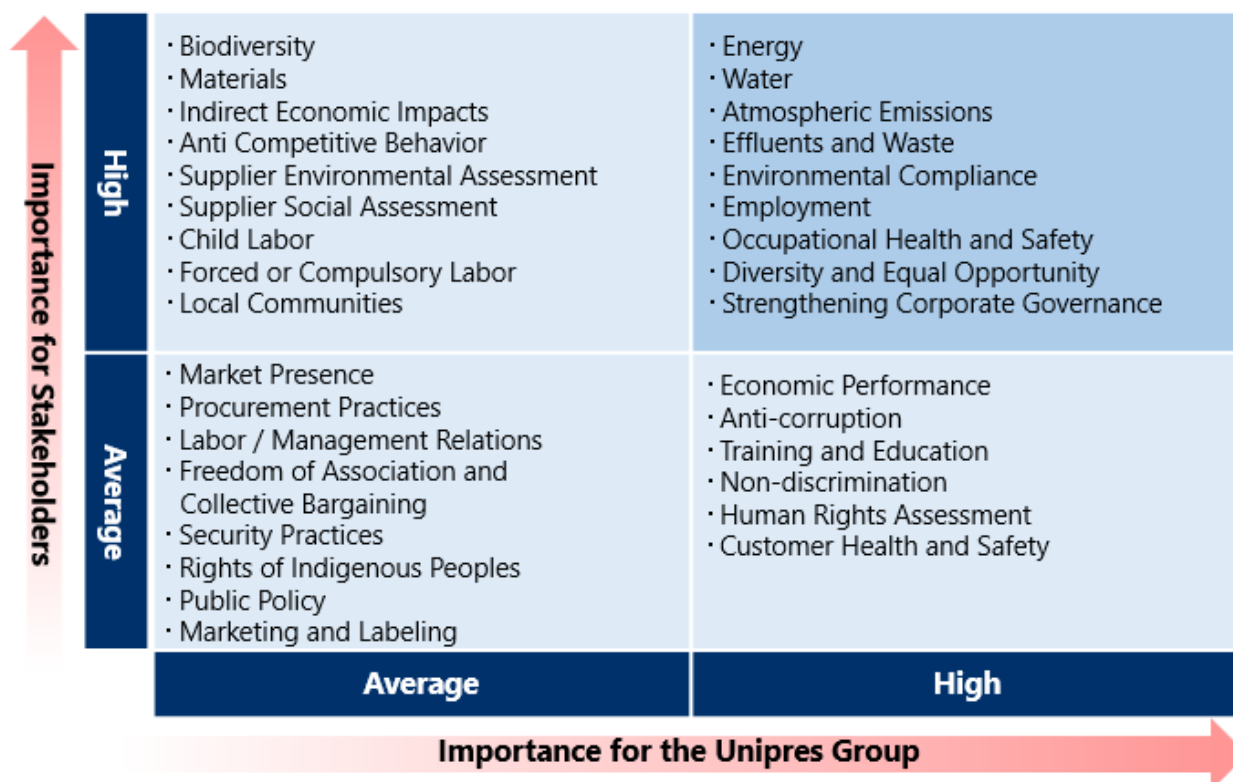 Importance for Stakeholders
High
· Biodiversity
· Materials
· Indirect Economic Impacts
· Anti Competitive Behavior
· Supplier Environmental Assessment
· Supplier Social Assessment
· Child Labor
· Forced or Compulsory Labor
· Local Communities
· Energy
· Water
· Atmospheric Emissions
· Effluents and Waste
· Environmental Compliance
· Employment
· Occupational Health and Safety
· Diversity and Equal Opportunity
· Strengthening Corporate Governance
Average
· Market Presence
· Procurement Practices
· Labor / Management Relations
· Freedom of Association and
Collective Bargaining
· Security Practices
· Rights of Indigenous Peoples
· Public Policy
· Marketing and Labeling
· Economic Performance
· Anti-corruption
· Training and Education
· Non-discrimination
· Human Rights Assessment
· Customer Health and Safety
Average
High
Importance for the Unipres Group